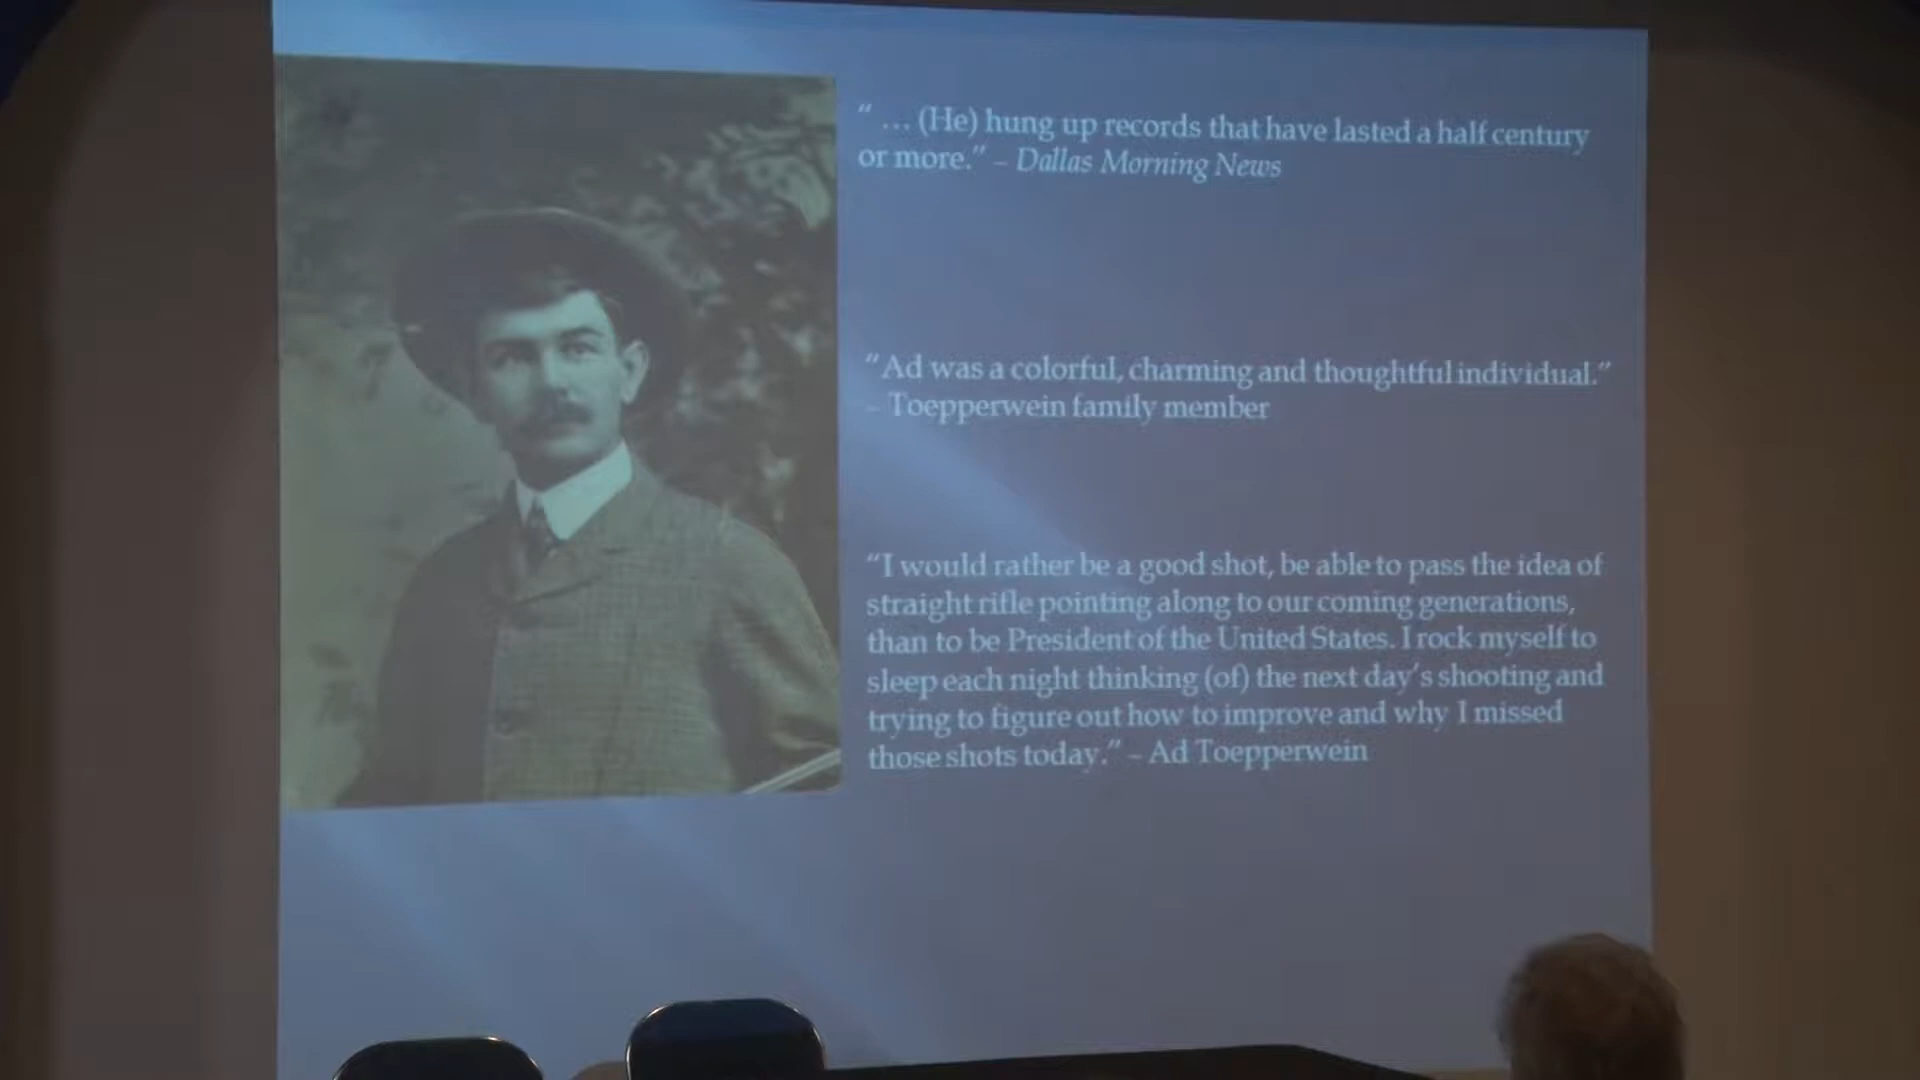 “ … (He) hung up records that have lasted a half century
or more.” – Dallas Morning News
“Ad was a colorful, charming and thoughtful individual.”
– Toepperwein family member
“I would rather be a good shot, be able to pass the idea of
straight rifle pointing along to our coming generations,
than to be President of the United States. I rock myself to
sleep each night thinking (of) the next day’s shooting and
trying to figure out how to improve and why I missed
those shots today.” – Ad Toepperwein